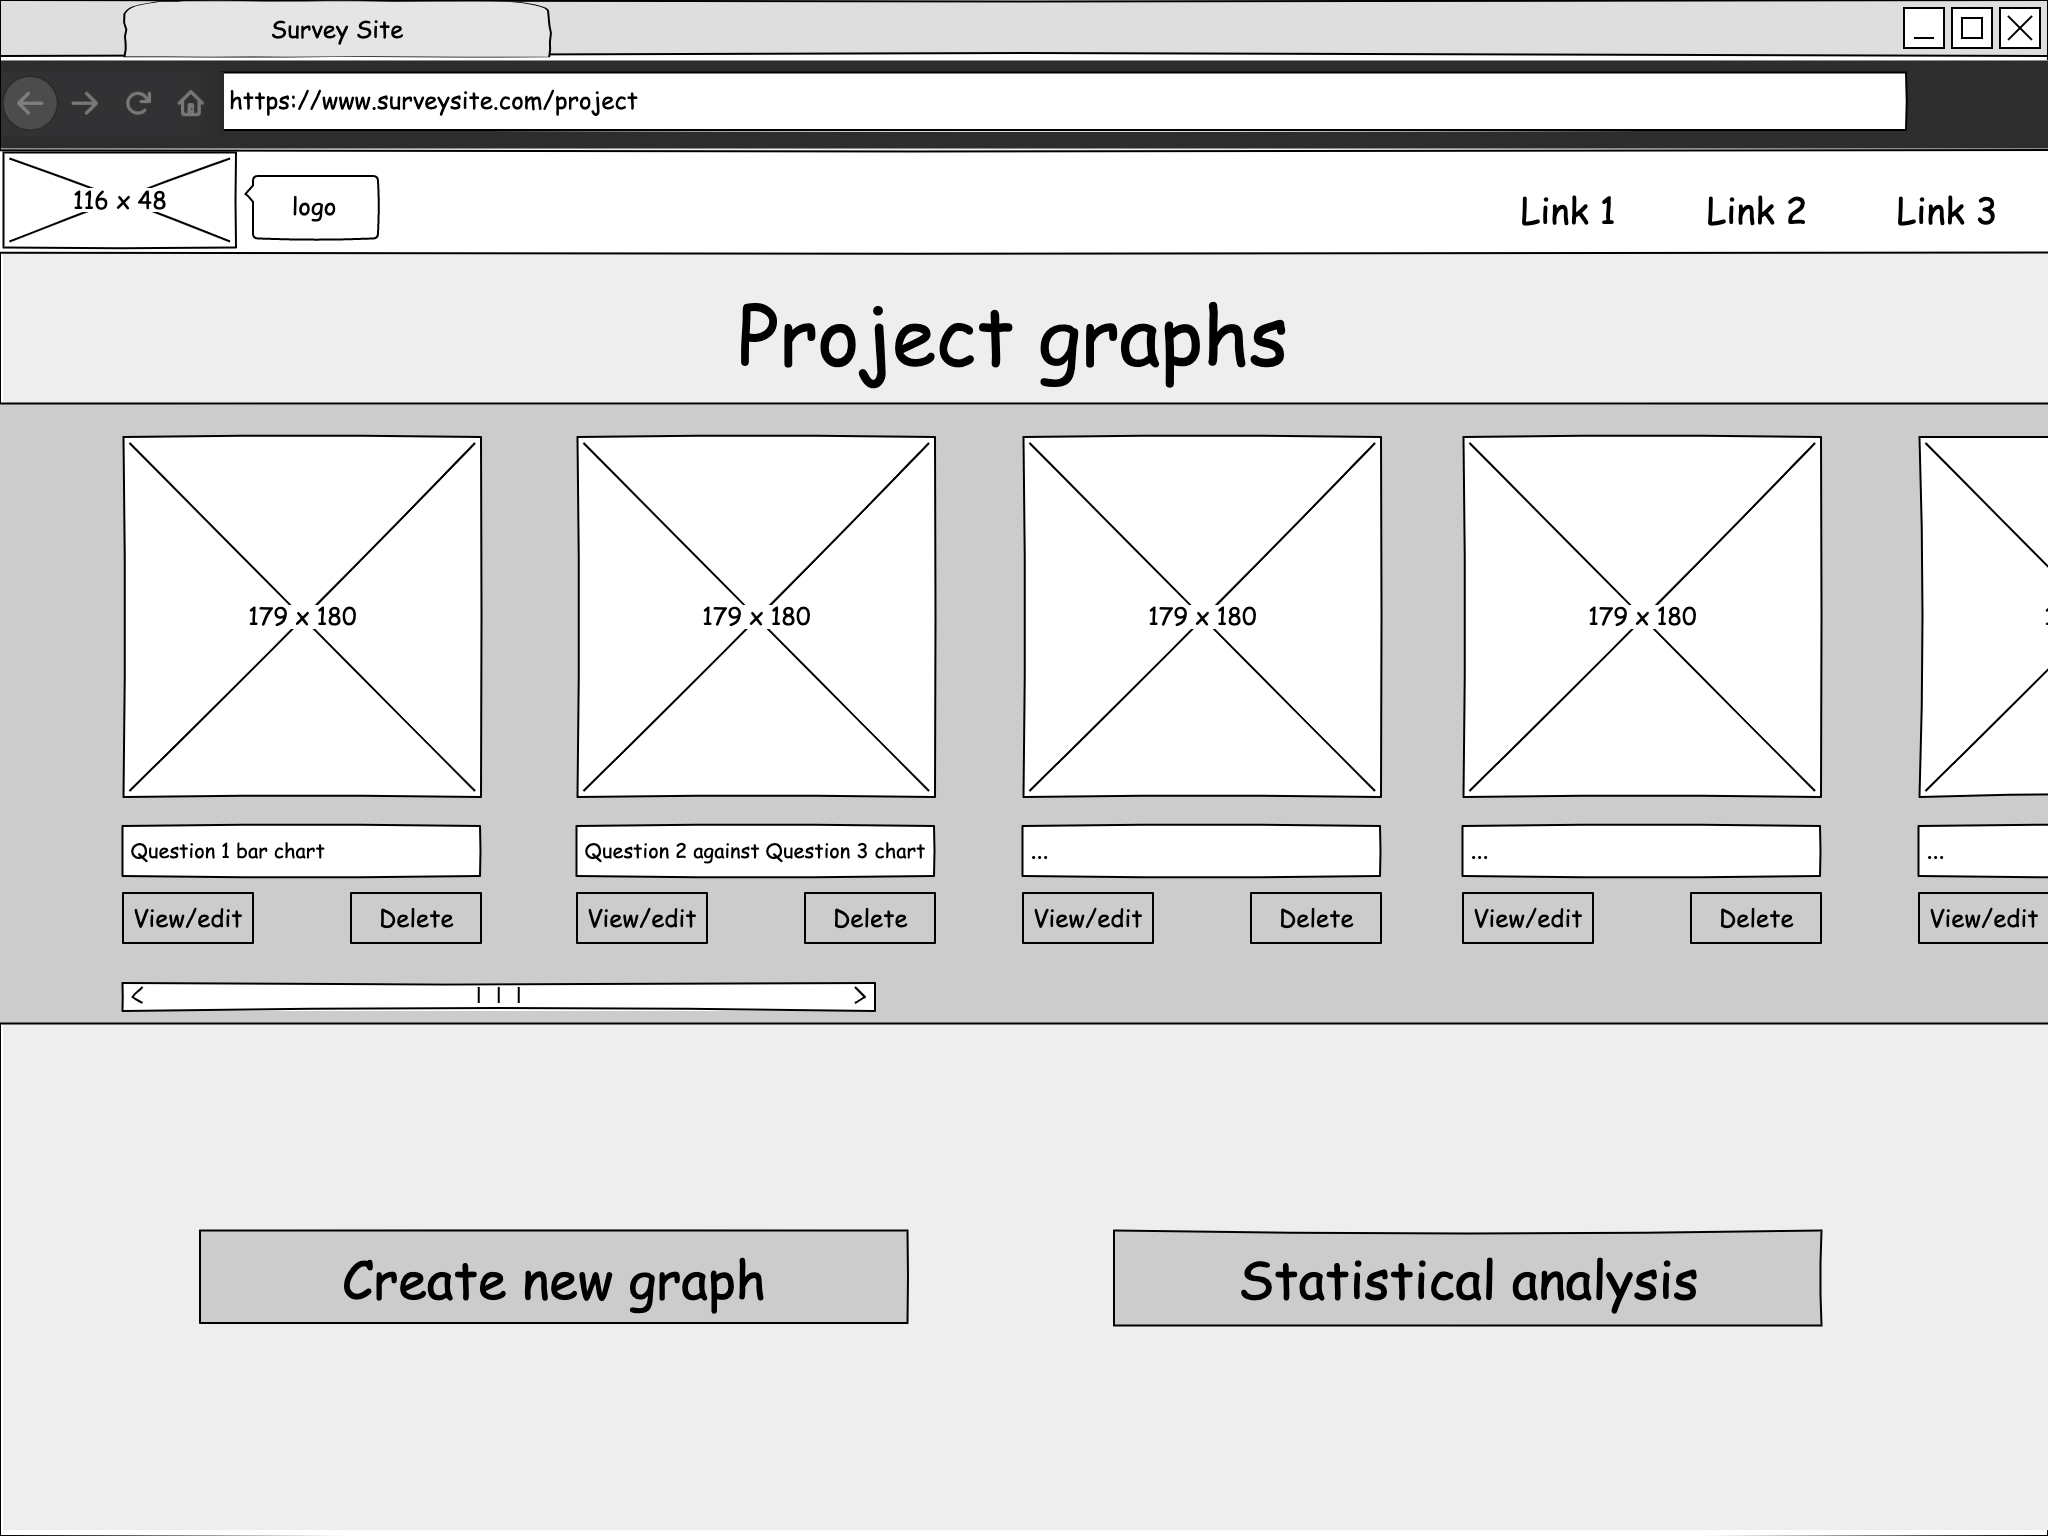 Survey Site
https://www.surveysite.com/project
116 x 48
logo
Link 1 Link 2 Link 3
Project graphs
179 x 180 179 x 180 179 x 180 179 x 180
Question 1 bar chart Question 2 against Question 3 chart ... ... ...
View/edit Delete View/edit Delete View/edit Delete View/edit Delete View/edit
Create new graph Statistical analysis